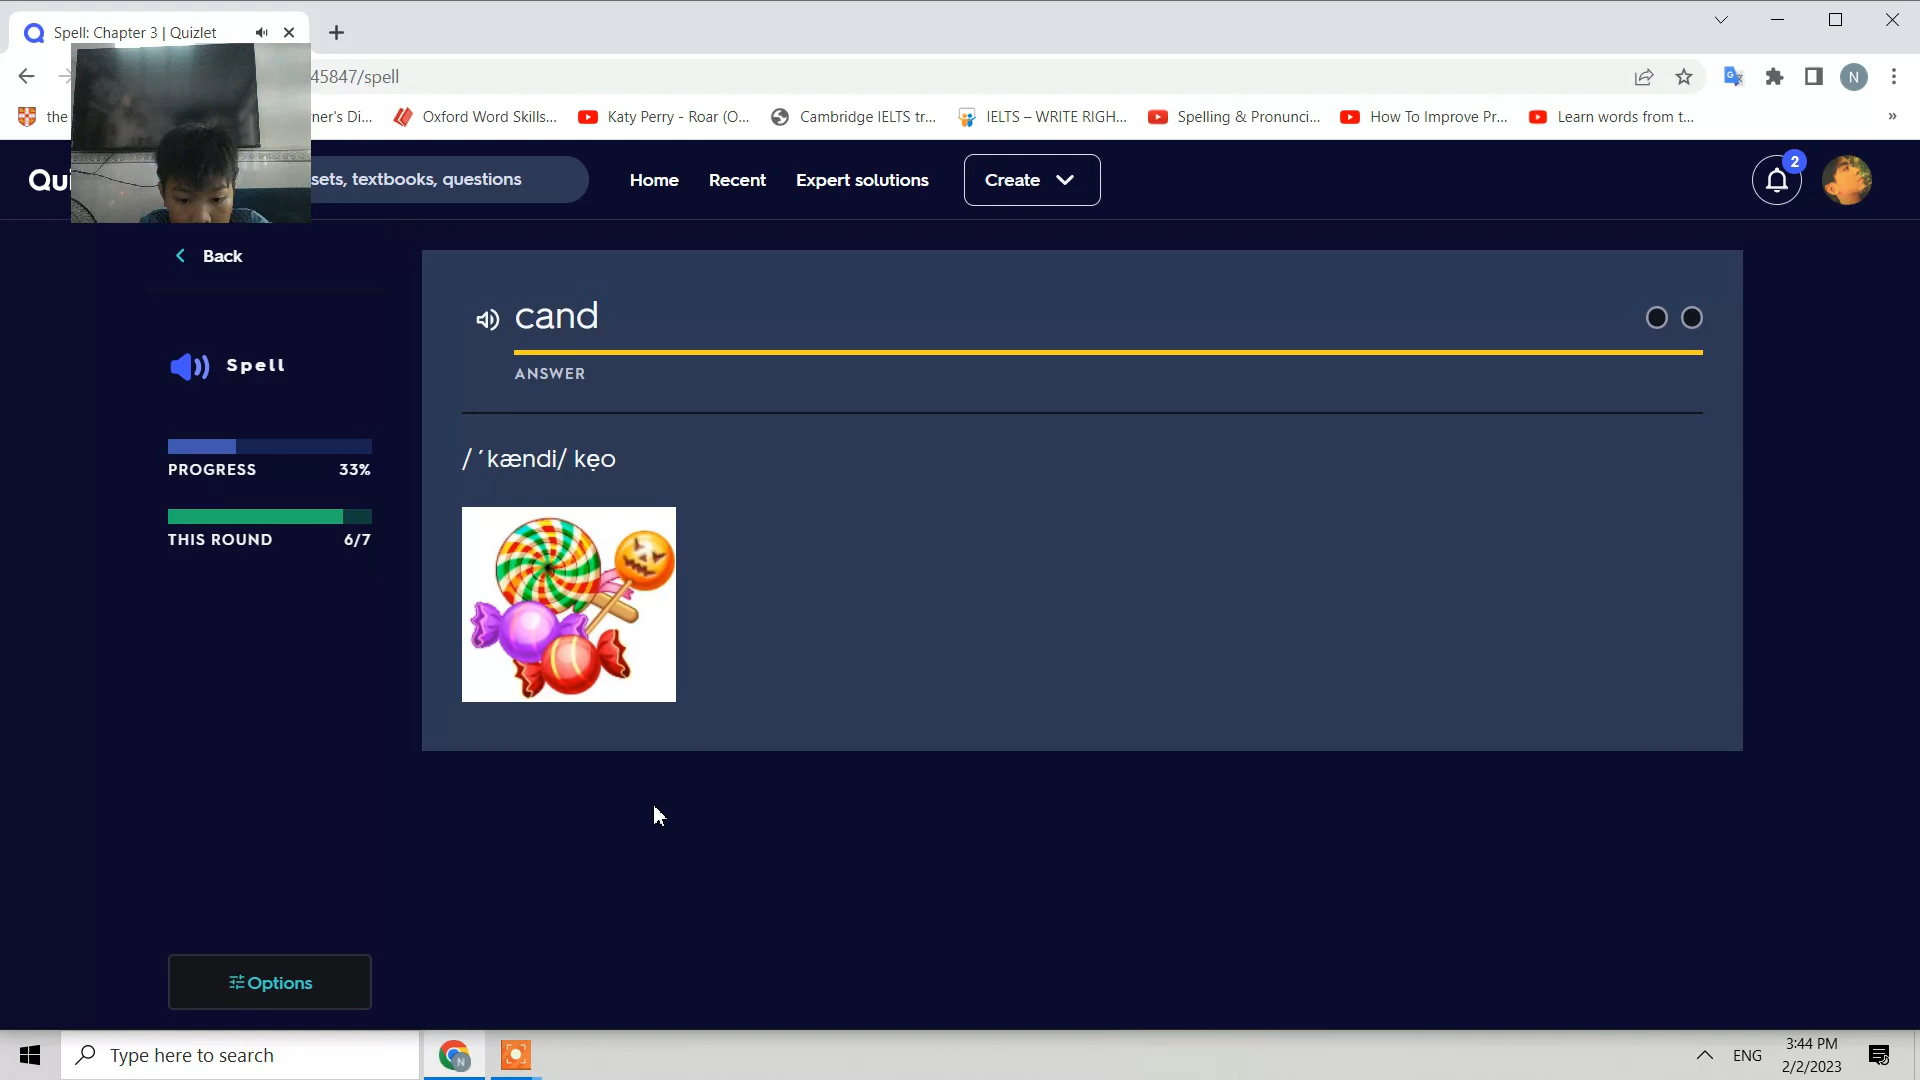 Spell: Chapter 3 | Quizlet
45847/spell
the
ner's Di...
Oxford Word Skills...
Katy Perry - Roar (O...
Cambridge IELTS tr...
IELTS – WRITE RIGH...
Spelling & Pronunci...
How To Improve Pr...
Learn words from t...
»
N
Qui
sets, textbooks, questions
Home
Recent
Expert solutions
Create
2
Back
cand
ANSWER
Spell
/ ˊkændi/ kẹo
PROGRESS 33%
THIS ROUND 6/7
Options
Type here to search
N
ENG
3:44 PM
2/2/2023